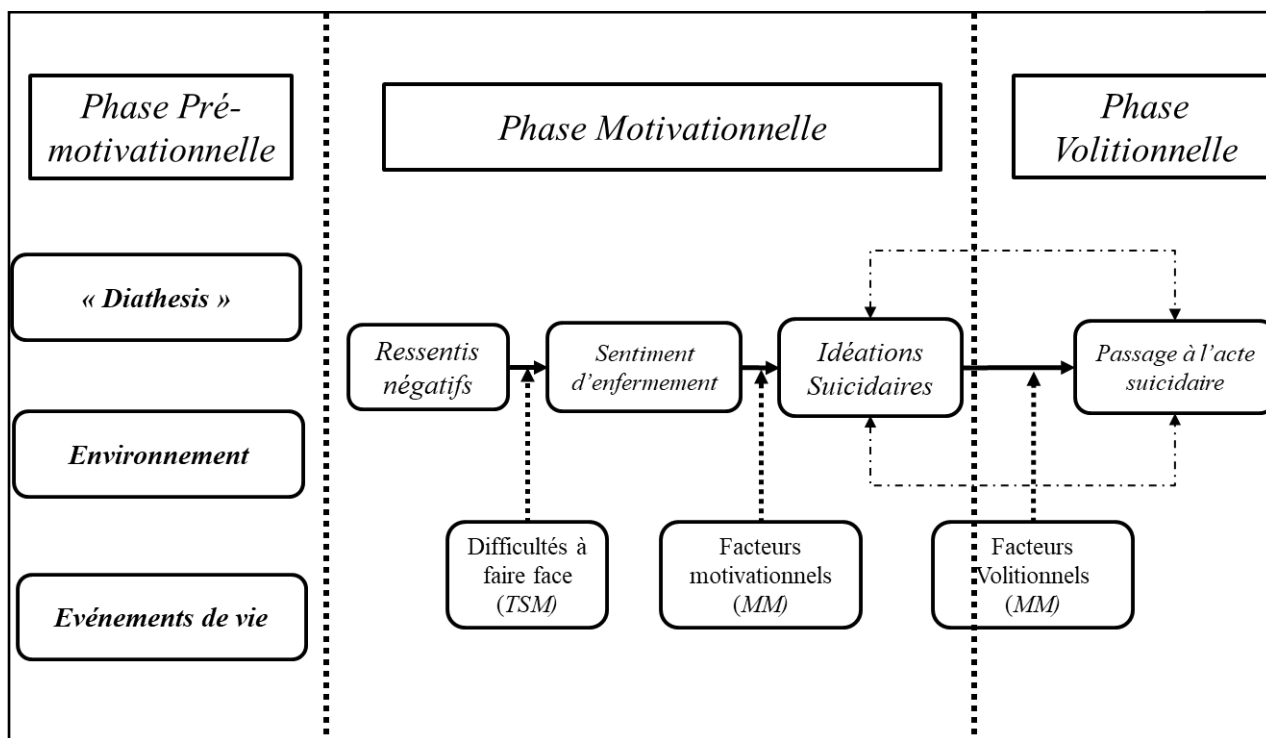 Phase Pré-
motivationnelle
Phase Motivationnelle
Phase
Volitionnelle
« Diathesis »
Environnement
Evénements de vie
Ressentis
négatifs
Sentiment
d’enfermement
Idéations
Suicidaires
Passage à l’acte
suicidaire
Difficultés à
faire face
(TSM)
Facteurs
motivationnels
(MM)
Facteurs
Volitionnels
(MM)